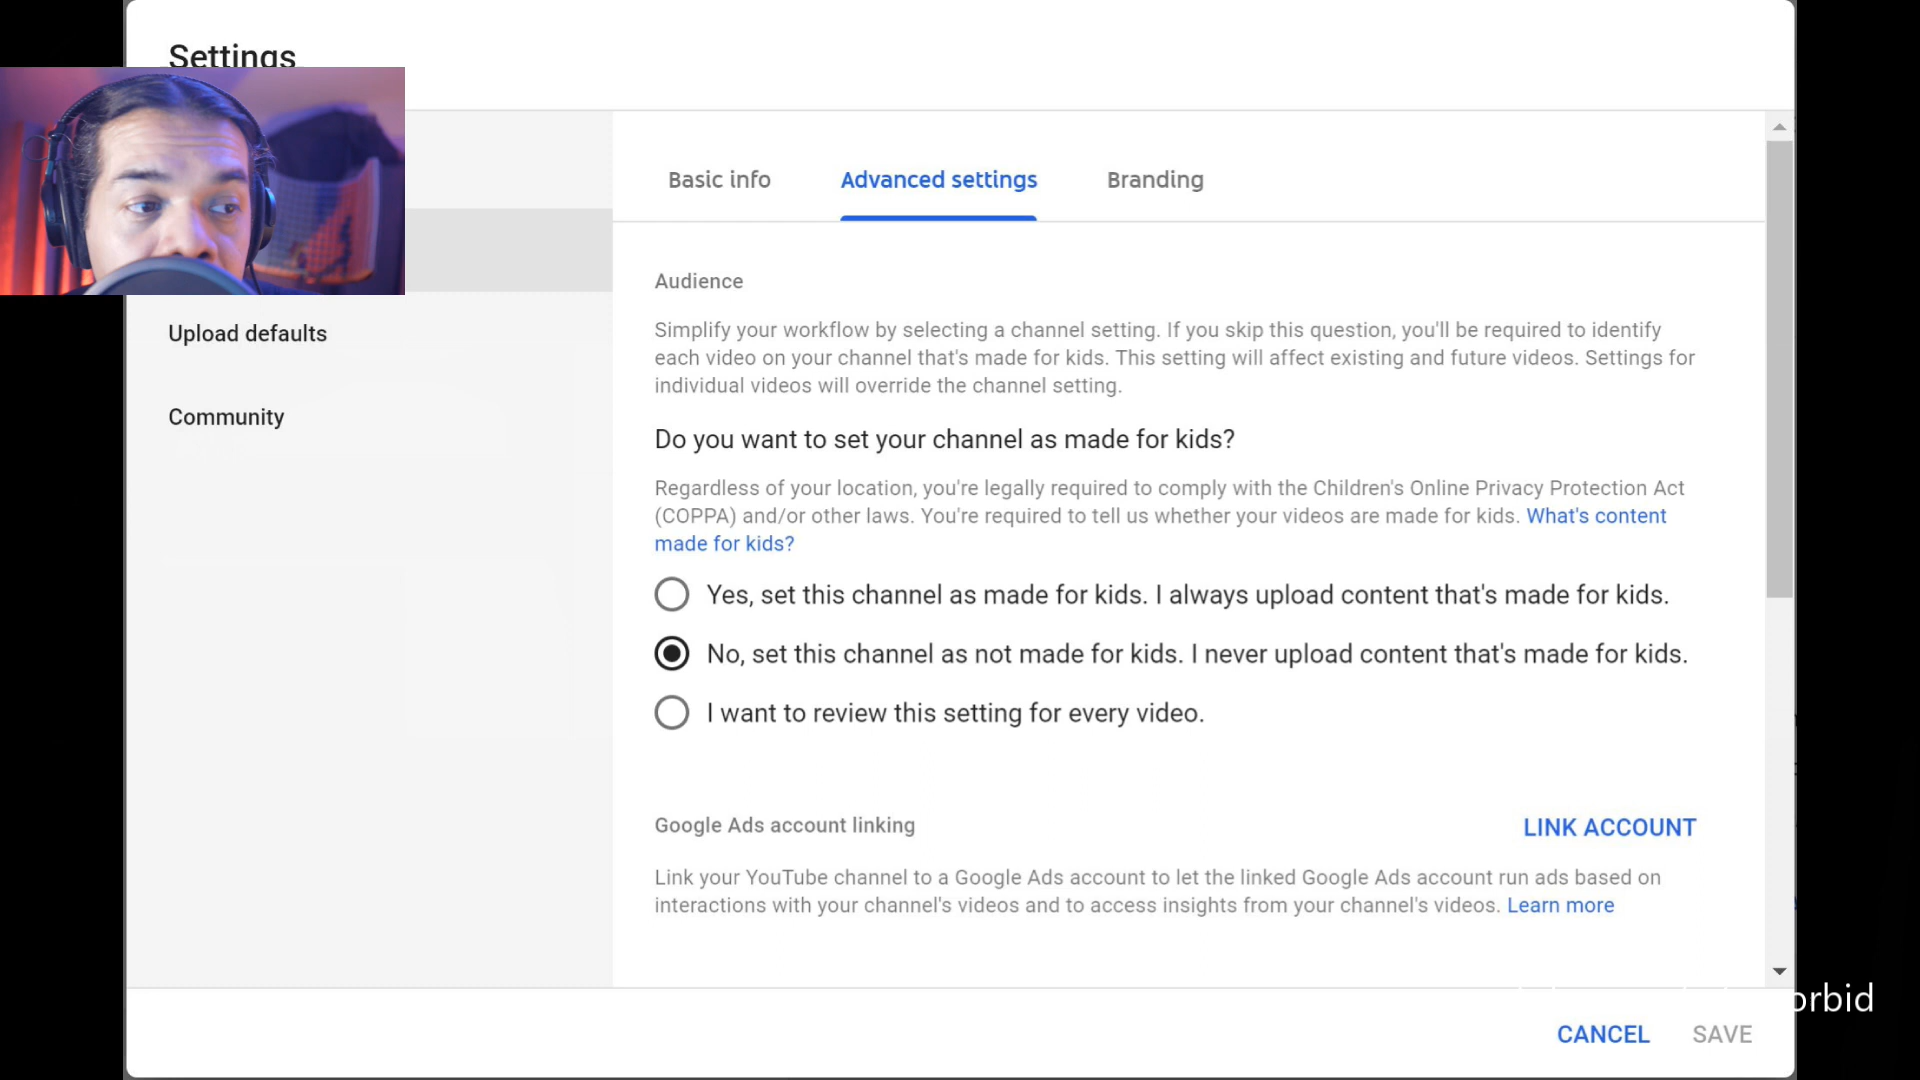 Settings
Basic info
Advanced settings
Branding
Audience
Simplify your workflow by selecting a channel setting. If you skip this question, you'll be required to identify
each video on your channel that's made for kids. This setting will affect existing and future videos. Settings for
individual videos will override the channel setting.
Upload defaults
Community
Do you want to set your channel as made for kids?
Regardless of your location, you're legally required to comply with the Children's Online Privacy Protection Act
(COPPA) and/or other laws. You're required to tell us whether your videos are made for kids. What's content
made for kids?
Yes, set this channel as made for kids. I always upload content that's made for kids.
No, set this channel as not made for kids. I never upload content that's made for kids.
I want to review this setting for every video.
Google Ads account linking
LINK ACCOUNT
Link your YouTube channel to a Google Ads account to let the linked Google Ads account run ads based on
interactions with your channel's videos and to access insights from your channel's videos. Learn more
CANCEL
SAVE